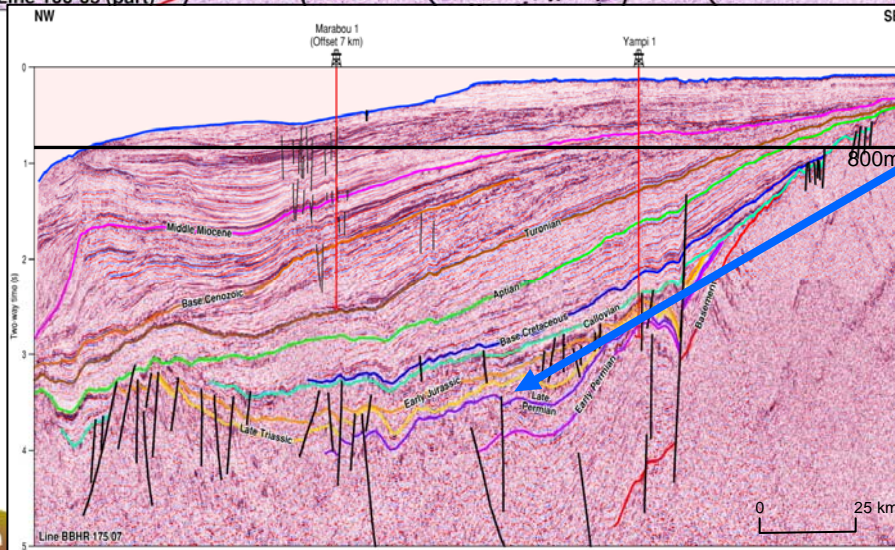 NW
SE
Marabou 1
(Offset 7 km)
Yampi 1
0
1
2
3
4
5
Two-way time (s)
800m
Middle Miocene
Base Cenozoic
Turonian
Aptian
Base Cretaceous
Callovian
Basement
Early Jurassic
Late
Permian
Early Permian
Late Triassic
0 25 km
Line BBHR 175 07